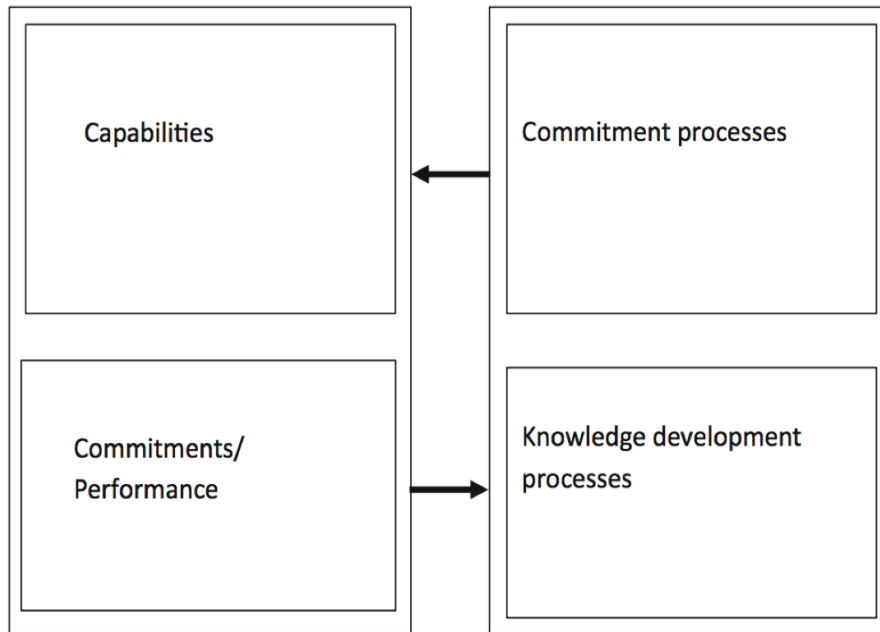 Capabilities
Commitment processes
Commitments/
Performance
Knowledge development
processes